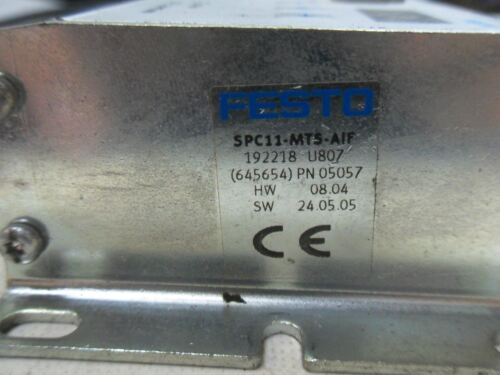 FESTO
SPC11-MTS-AIF
192218 U807
(645654) PN 05057
HW 08.04
SW 24.05.05
CE